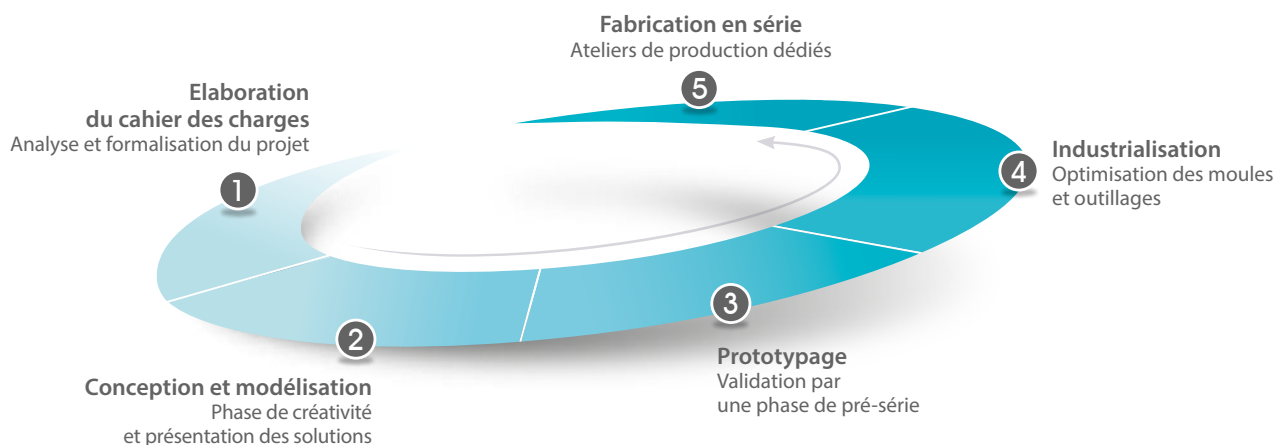 1
Elaboration
du cahier des charges
Analyse et formalisation du projet
2
Conception et modélisation
Phase de créativité
et présentation des solutions
3
Prototypage
Validation par
une phase de pré-série
4
Industrialisation
Optimisation des moules
et outillages
5
Fabrication en série
Ateliers de production dédiés